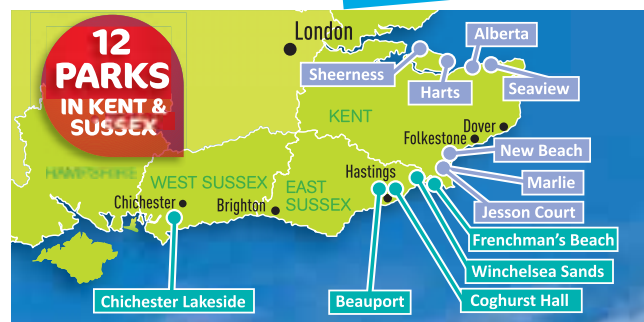 12
PARKS
IN KENT &
SUSSEX
London
Alberta
Sheerness
Harts
Seaview
KENT
Dover
Folkestone
New Beach
HAMPSHIRE
WEST SUSSEX
EAST
SUSSEX
Hastings
Marlie
Chichester
Brighton
Jesson Court
Frenchman's Beach
Winchelsea Sands
Chichester Lakeside
Beauport
Coghurst Hall